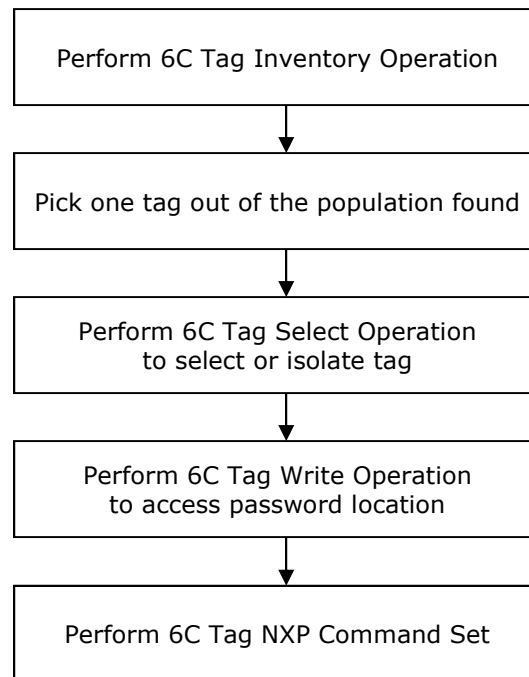 Perform 6C Tag Inventory Operation
Pick one tag out of the population found
Perform 6C Tag Select Operation
to select or isolate tag
Perform 6C Tag Write Operation
to access password location
Perform 6C Tag NXP Command Set